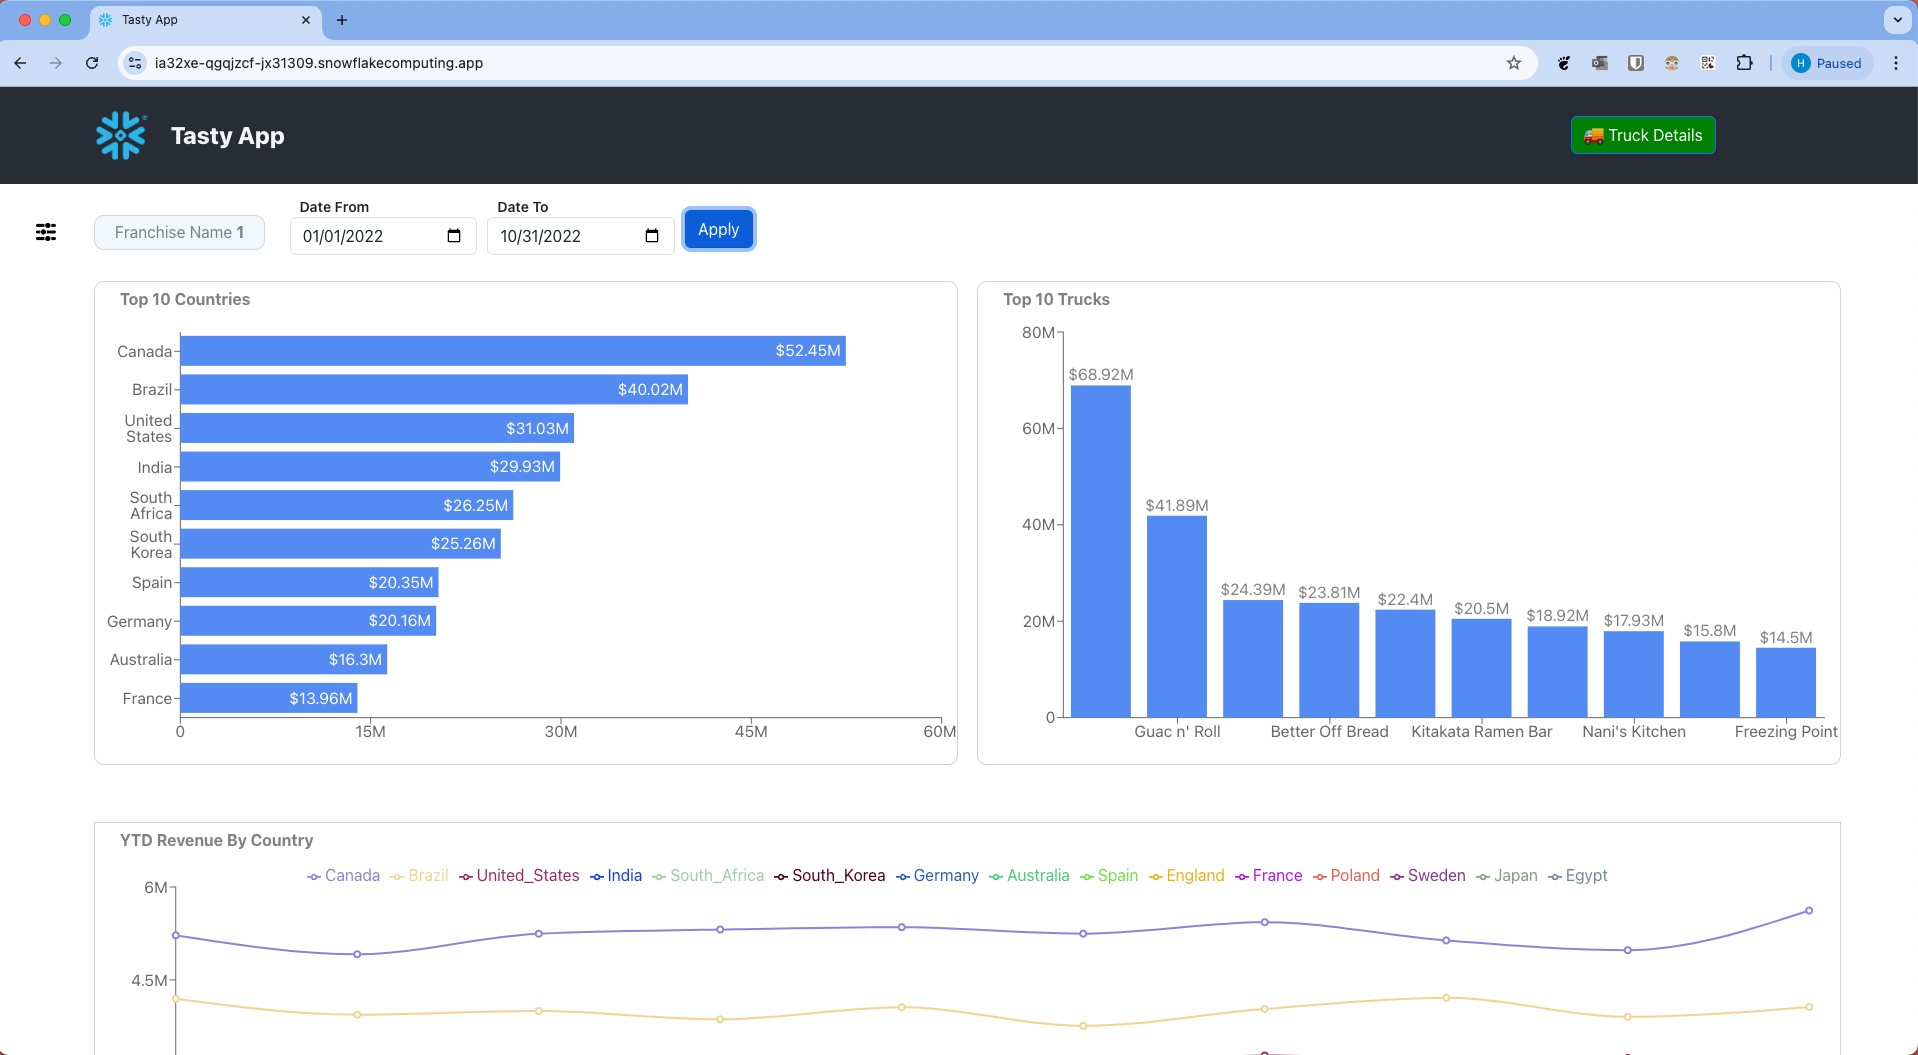 Tasty App
ia32xe-qgqjzcf-jx31309.snowflakecomputing.app
H Paused
Tasty App
Truck Details
Franchise Name 1
Date From
01/01/2022
Date To
10/31/2022
Apply
Top 10 Countries
Canada $52.45M
Brazil $40.02M
United States $31.03M
India $29.93M
South Africa $26.25M
South Korea $25.26M
Spain $20.35M
Germany $20.16M
Australia $16.3M
France $13.96M
0 15M 30M 45M 60M
Top 10 Trucks
80M
60M
40M
20M
0
$68.92M
$41.89M
$24.39M
$23.81M
$22.4M
$20.5M
$18.92M
$17.93M
$15.8M
$14.5M
Guac n' Roll Better Off Bread Kitakata Ramen Bar Nani's Kitchen Freezing Point
YTD Revenue By Country
Canada Brazil United_States India South_Africa South_Korea Germany Australia Spain England France Poland Sweden Japan Egypt
6M
4.5M